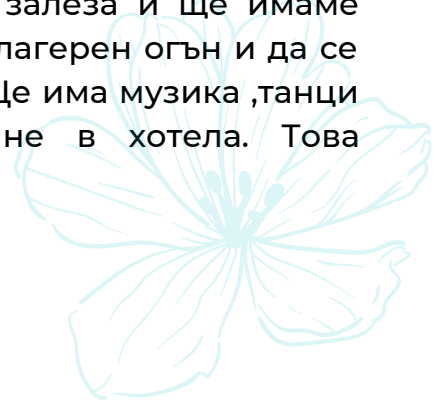 залеза и ще имаме
лагерен огън и да се
Ще има музика ,танци
не в хотела. Това